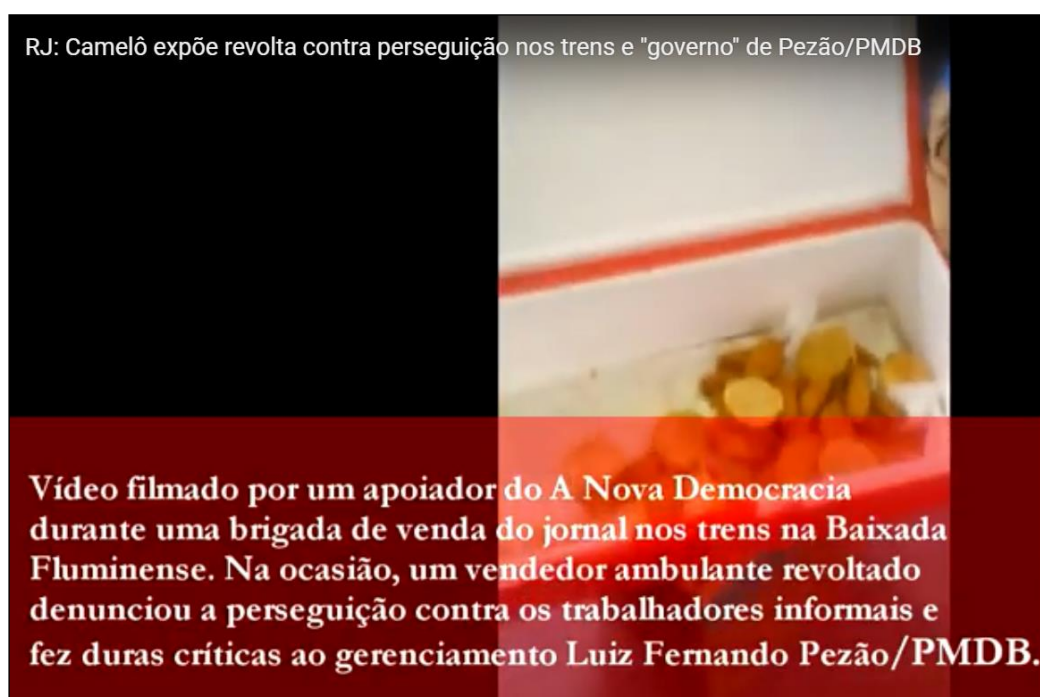 RJ: Camelô expõe revolta contra perseguição nos trens e "governo" de Pezão/PMDB
Vídeo filmado por um apoiador do A Nova Democracia
durante uma brigada de venda do jornal nos trens na Baixada
Fluminense. Na ocasião, um vendedor ambulante revoltado
denunciou a perseguição contra os trabalhadores informais e
fez duras críticas ao gerenciamento Luiz Fernando Pezão/PMDB.